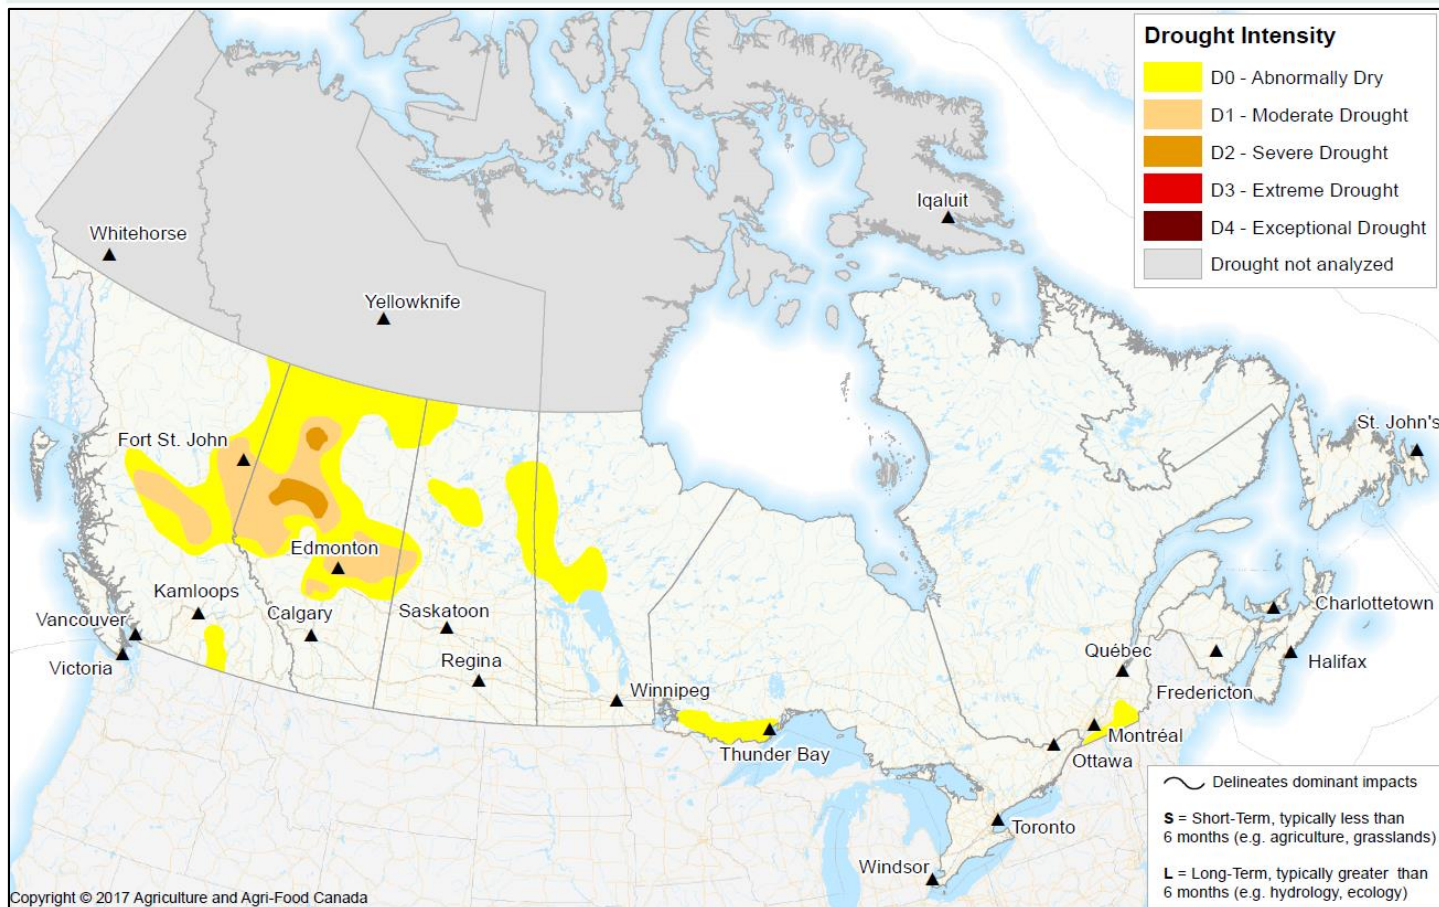 Drought Intensity
D0 - Abnormally Dry
D1 - Moderate Drought
D2 - Severe Drought
D3 - Extreme Drought
D4 - Exceptional Drought
Drought not analyzed
Iqaluit
Whitehorse
Yellowknife
St. John's
Fort St. John
Edmonton
Kamloops
Calgary
Saskatoon
Vancouver
Charlottetown
Victoria
Regina
Québec
Halifax
Winnipeg
Fredericton
Montréal
Thunder Bay
Ottawa
Toronto
Windsor
Delineates dominant impacts
S = Short-Term, typically less than
6 months (e.g. agriculture, grasslands)
L = Long-Term, typically greater than
6 months (e.g. hydrology, ecology)
Copyright © 2017 Agriculture and Agri-Food Canada